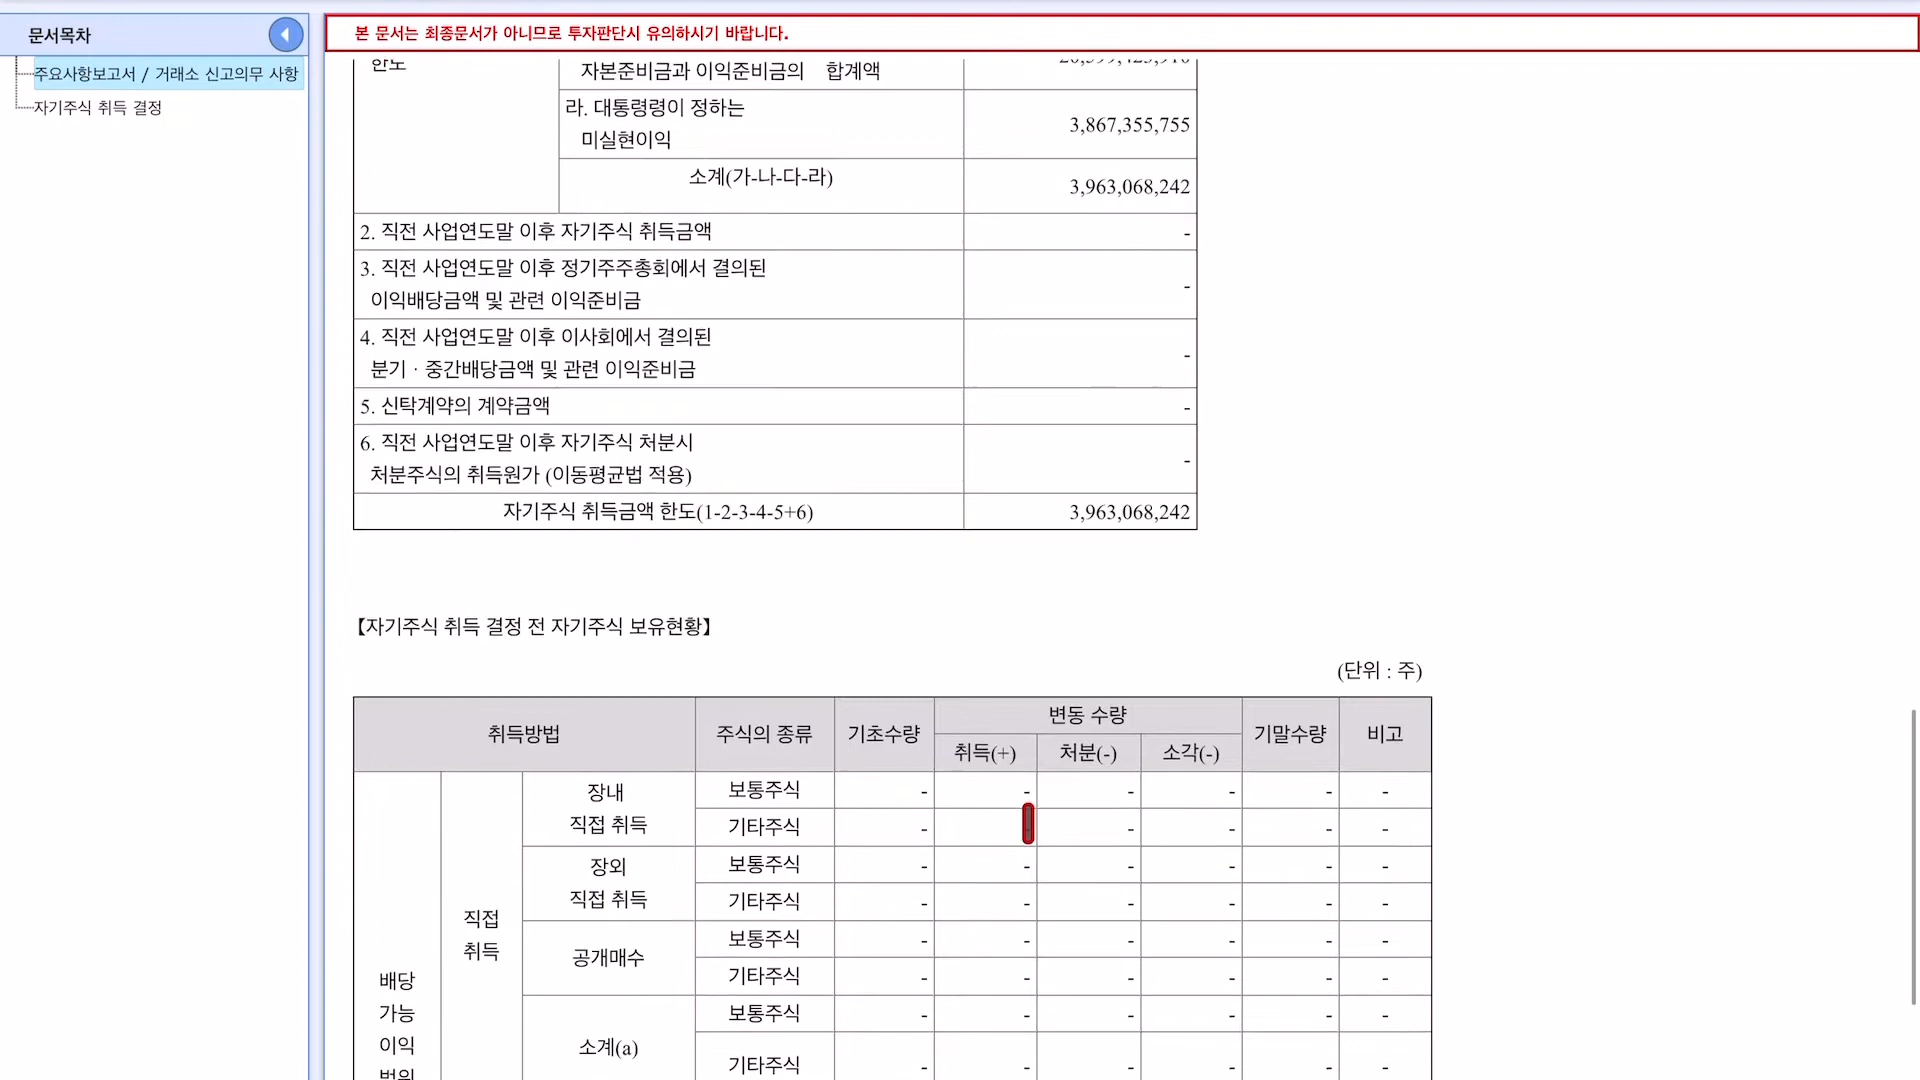 문서목차
주요사항보고서 / 거래소 신고의무 사항
자기주식 취득 결정
본 문서는 최종문서가 아니므로 투자판단시 유의하시기 바랍니다.
한도
자본준비금과 이익준비금의 합계액
라. 대통령령이 정하는
미실현이익
3,867,355,755
소계(가-나-다-라)
3,963,068,242
2. 직전 사업연도말 이후 자기주식 취득금액
-
3. 직전 사업연도말 이후 정기주주총회에서 결의된
이익배당금액 및 관련 이익준비금
-
4. 직전 사업연도말 이후 이사회에서 결의된
분기 · 중간배당금액 및 관련 이익준비금
-
5. 신탁계약의 계약금액
-
6. 직전 사업연도말 이후 자기주식 처분시
처분주식의 취득원가 (이동평균법 적용)
-
자기주식 취득금액 한도(1-2-3-4-5+6)
3,963,068,242
【자기주식 취득 결정 전 자기주식 보유현황】
(단위 : 주)
취득방법 주식의 종류 기초수량 변동 수량 기말수량 비고
취득(+) 처분(-) 소각(-)
배당
가능
이익
범위
직접
취득
장내
직접 취득
보통주식 - - - - - -
기타주식 - - - - -
장외
직접 취득
보통주식 - - - - - -
기타주식 - - - - - -
공개매수
보통주식 - - - - - -
기타주식 - - - - - -
소계(a)
보통주식 - - - - - -
기타주식 - - - - - -